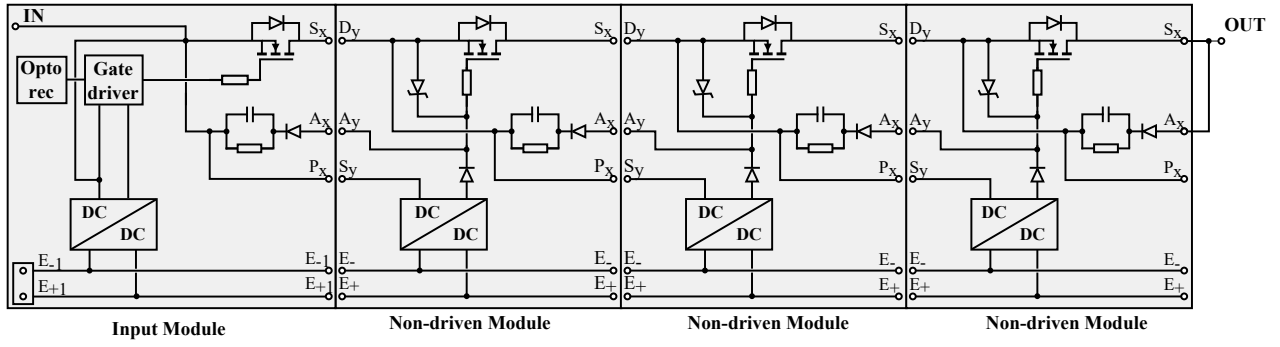 IN
Sx
Dy
Sx
Dy
Sx
Dy
Sx
OUT
Opto
rec
Gate
driver
Ax
Ay
Ax
Ay
Ax
Ay
Ax
Px
Sy
Px
Sy
Px
Sy
Px
DC
DC
DC
DC
DC
DC
DC
DC
E-1
E-1
E-
E-
E-
E-
E-
E-
E+1
E+1
E+
E+
E+
E+
E+
E+
Input Module
Non-driven Module
Non-driven Module
Non-driven Module